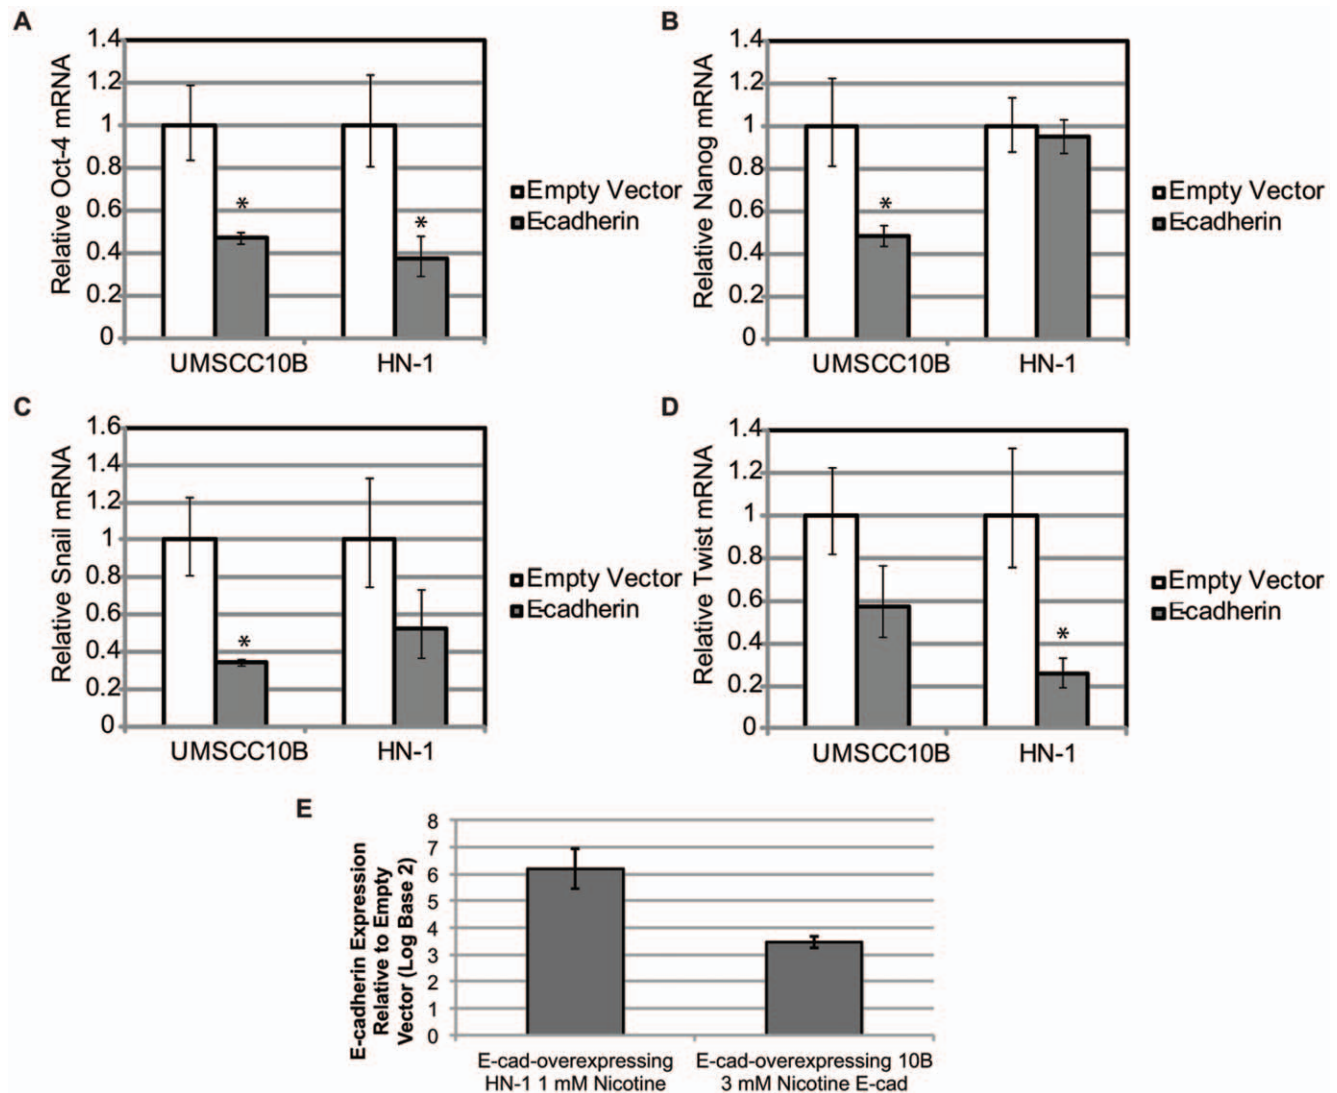 A
Relative Oct-4 mRNA
1.4
1.2
1
0.8
0.6
0.4
0.2
0
*
*
UMSCC10B
HN-1
Empty Vector
E-cadherin
B
Relative Nanog mRNA
1.4
1.2
1
0.8
0.6
0.4
0.2
0
*
UMSCC10B
HN-1
Empty Vector
E-cadherin
C
Relative Snail mRNA
1.6
1.4
1.2
1
0.8
0.6
0.4
0.2
0
*
UMSCC10B
HN-1
Empty Vector
E-cadherin
D
Relative Twist mRNA
1.4
1.2
1
0.8
0.6
0.4
0.2
0
*
UMSCC10B
HN-1
Empty Vector
E-cadherin
E
E-cadherin Expression
Relative to Empty
Vector (Log Base 2)
8
7
6
5
4
3
2
1
0
E-cad-overexpressing
HN-1 1 mM Nicotine
E-cad-overexpressing 10B
3 mM Nicotine E-cad